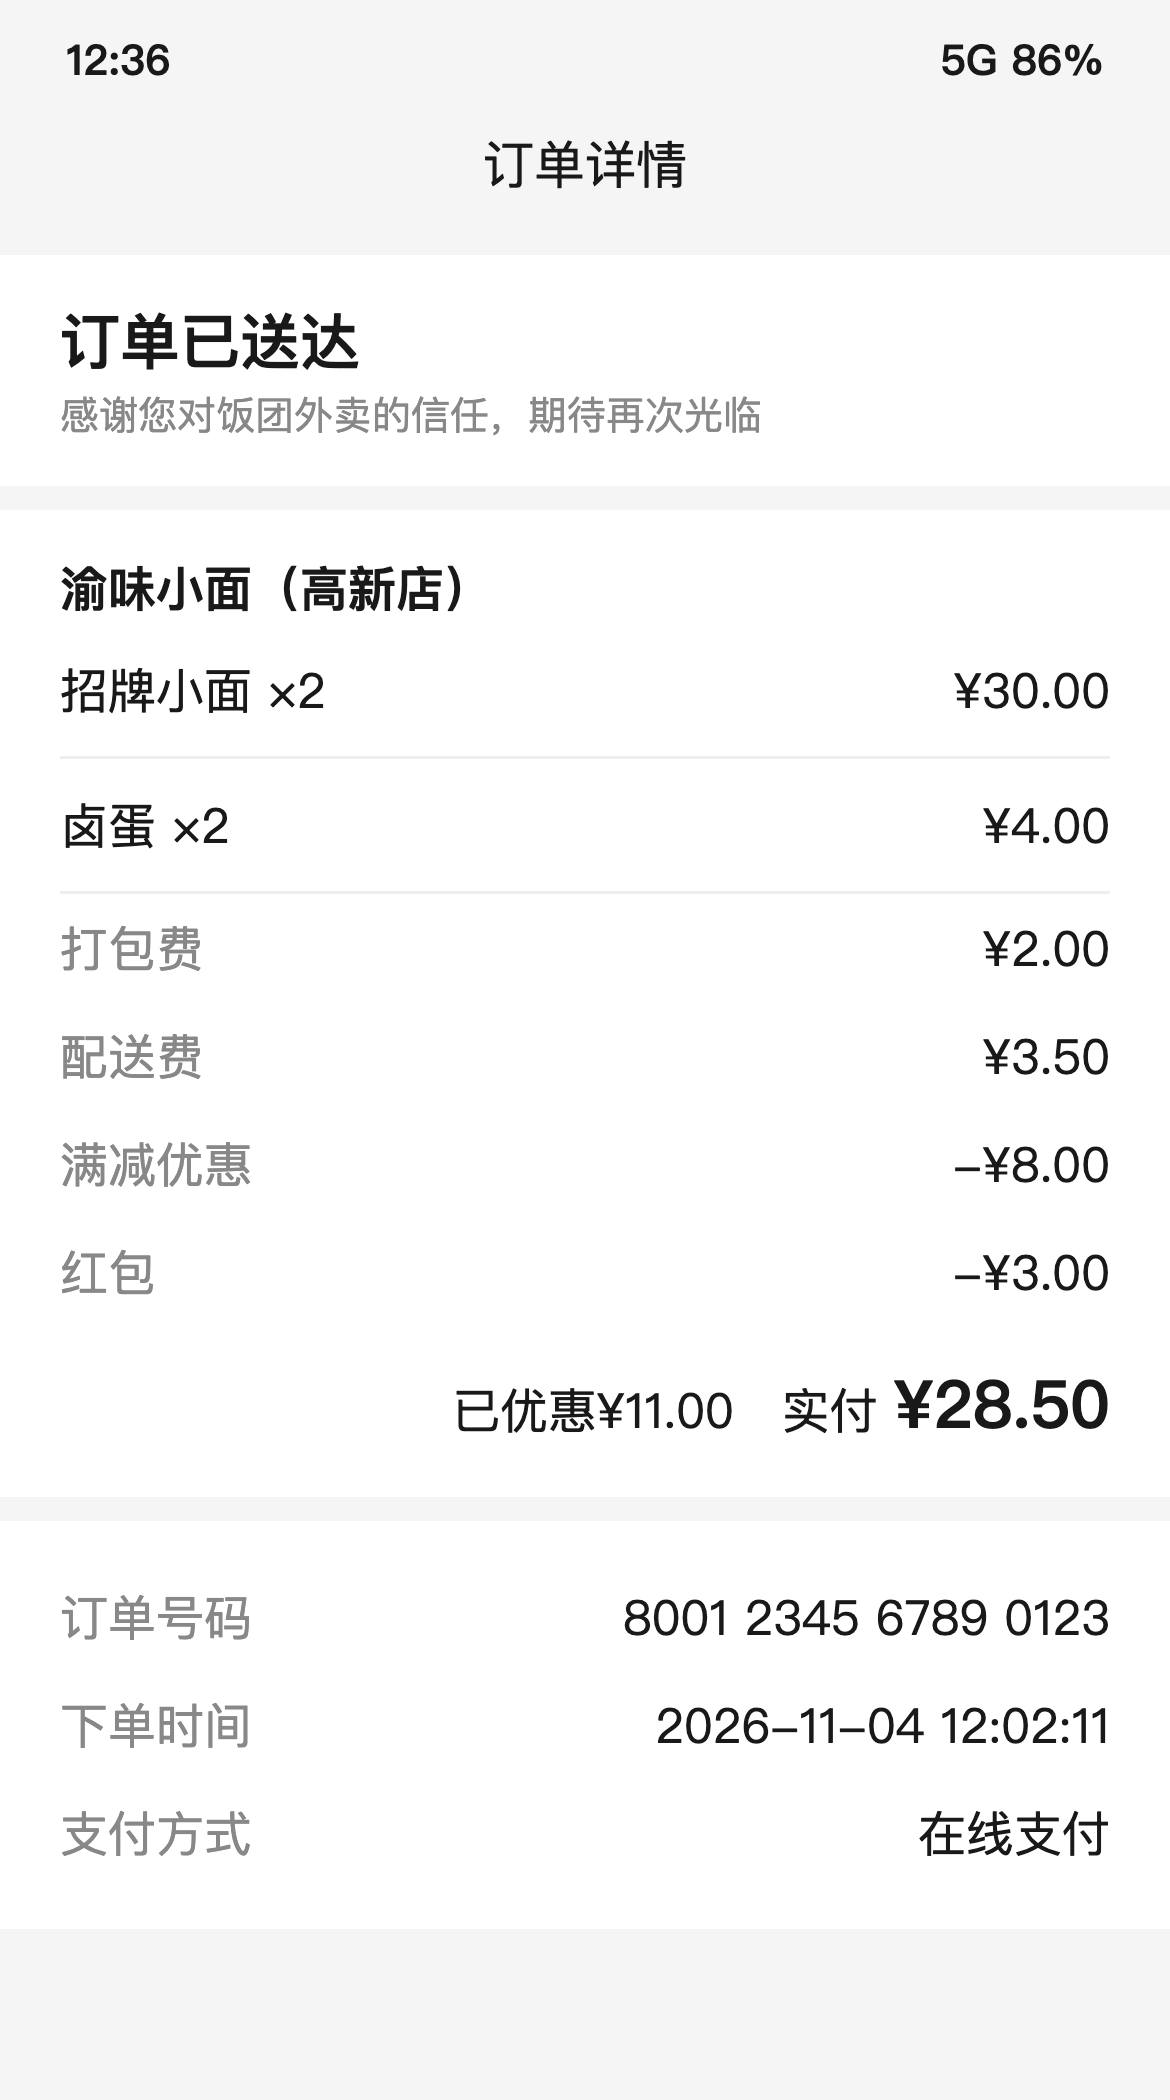 12:36 5G 86%
订单详情
订单已送达
感谢您对饭团外卖的信任，期待再次光临
渝味小面（高新店）
招牌小面 ×2 ¥30.00
卤蛋 ×2 ¥4.00
打包费 ¥2.00
配送费 ¥3.50
满减优惠 –¥8.00
红包 –¥3.00
已优惠¥11.00 实付 ¥28.50
订单号码 8001 2345 6789 0123
下单时间 2026–11–04 12:02:11
支付方式 在线支付